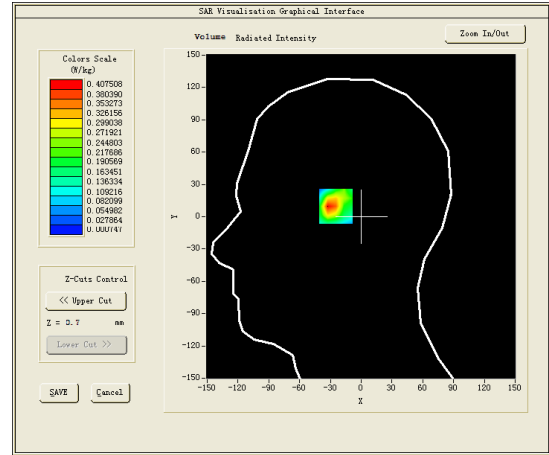 SAR Visualisation Graphical Interface
Volume Radiated Intensity
Zoom In/Out
Colors Scale
(W/kg)
0.407508
0.380390
0.353273
0.326156
0.299038
0.271921
0.244803
0.217686
0.190569
0.163451
0.136334
0.109216
0.082099
0.054982
0.027864
0.000747
Z-Cuts Control
<< Upper Cut
Z = 0.7 mm
Lower Cut >>
SAVE Cancel
150
120
90
60
30
0
-30
-60
-90
-120
-150
Y
-150 -120 -90 -60 -30 0 30 60 90 120 150
X